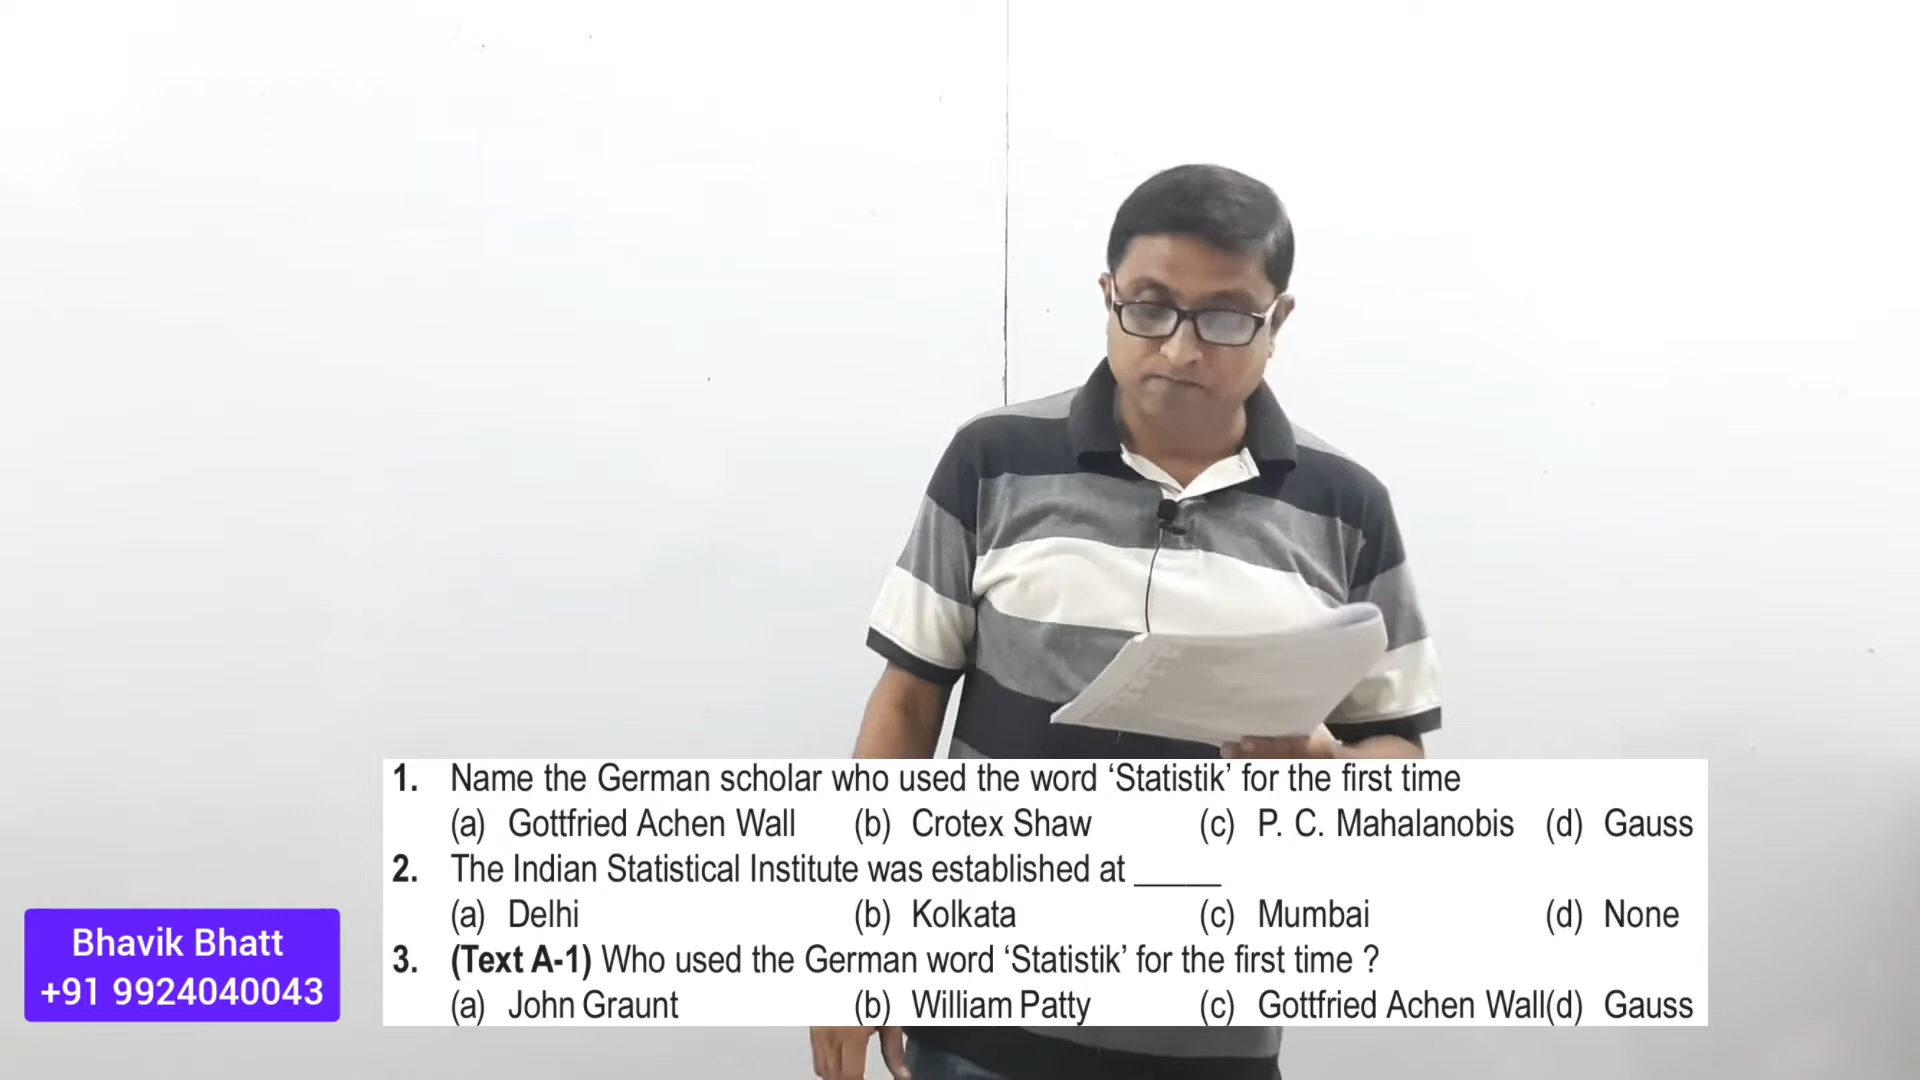 1. Name the German scholar who used the word ‘Statistik’ for the first time
(a) Gottfried Achen Wall (b) Crotex Shaw (c) P. C. Mahalanobis (d) Gauss
2. The Indian Statistical Institute was established at _____
(a) Delhi (b) Kolkata (c) Mumbai (d) None
3. (Text A-1) Who used the German word ‘Statistik’ for the first time ?
(a) John Graunt (b) William Patty (c) Gottfried Achen Wall(d) Gauss
Bhavik Bhatt
+91 9924040043